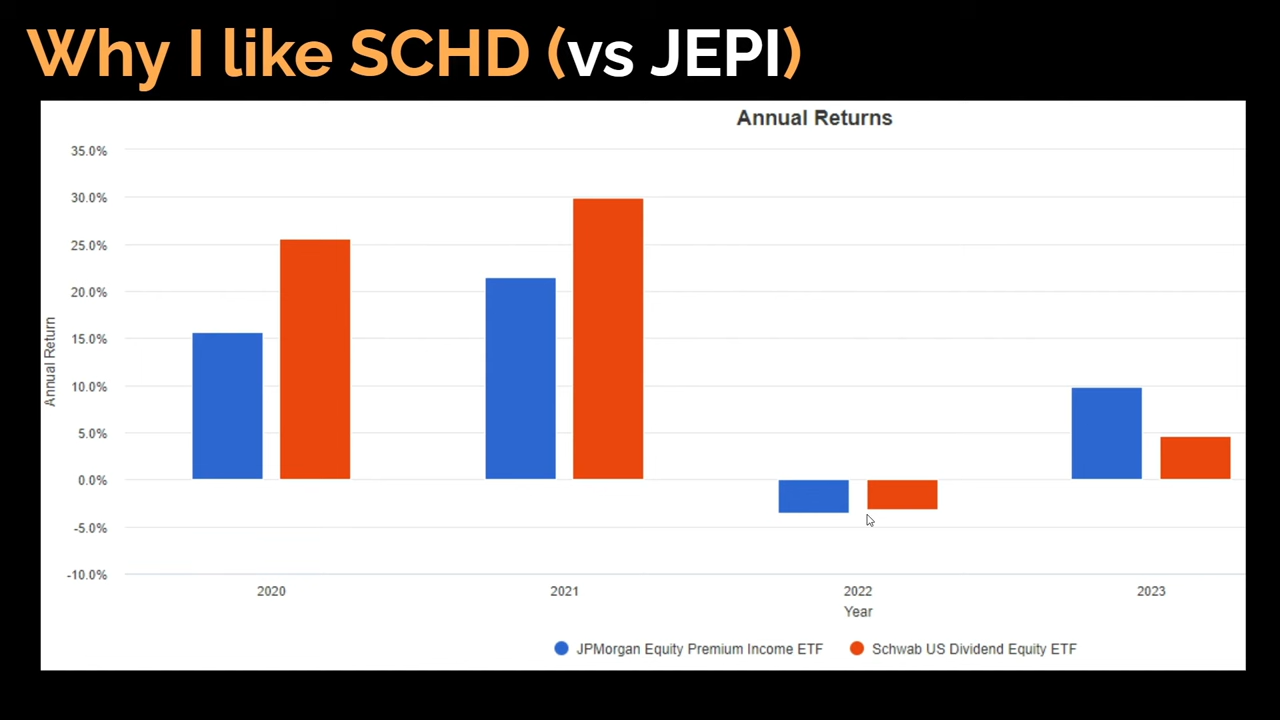 Why I like SCHD (vs JEPI)
Annual Returns
35.0%
30.0%
25.0%
20.0%
15.0%
10.0%
5.0%
0.0%
-5.0%
-10.0%
Annual Return
2020 2021 2022 2023
Year
JPMorgan Equity Premium Income ETF Schwab US Dividend Equity ETF